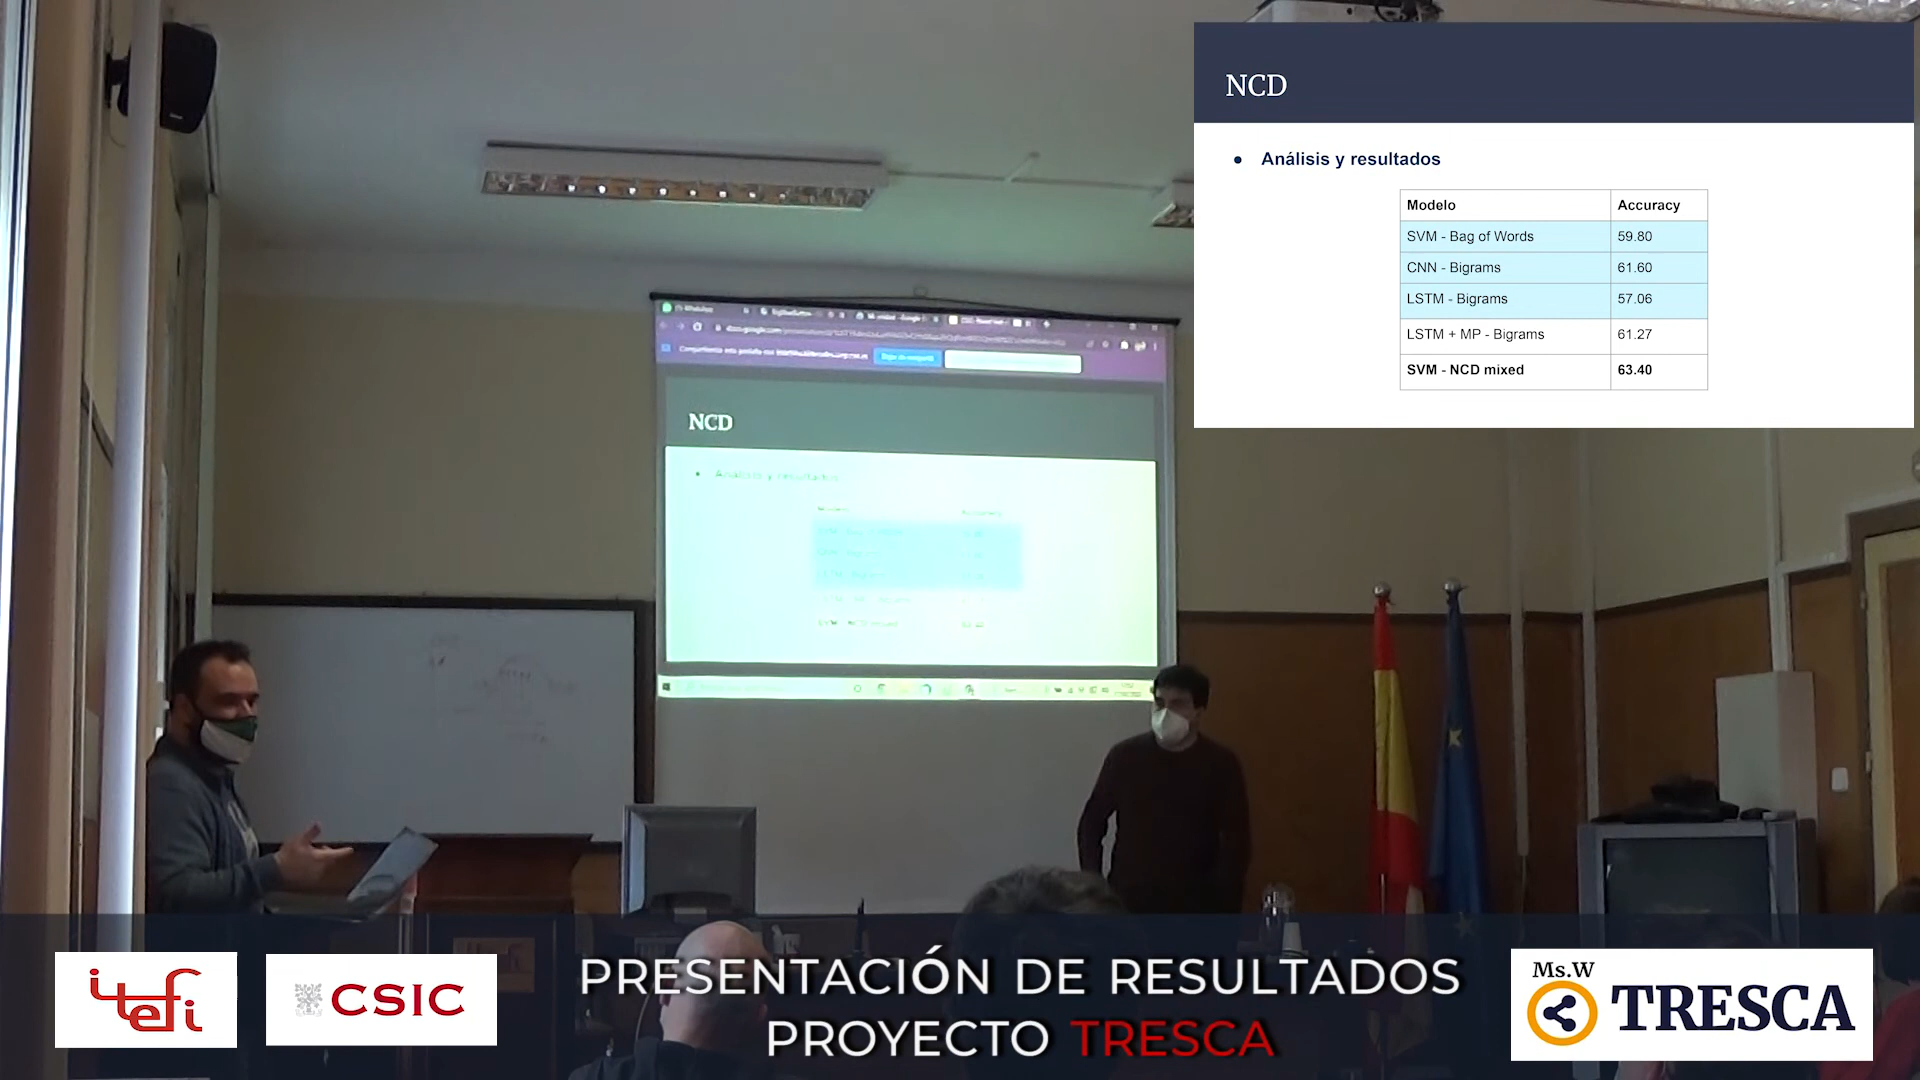 NCD
• Análisis y resultados
Modelo Accuracy
SVM - Bag of Words 59.80
CNN - Bigrams 61.60
LSTM - Bigrams 57.06
LSTM + MP - Bigrams 61.27
SVM - NCD mixed 63.40
NCD
• Análisis y resultados
itefi
CSIC
PRESENTACIÓN DE RESULTADOS
PROYECTO TRESCA
Ms.W
TRESCA